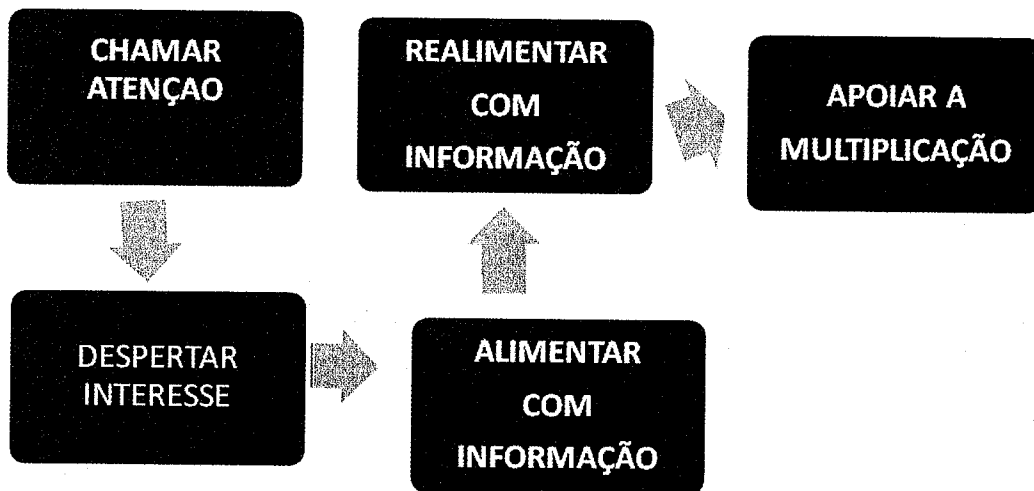 CHAMAR
ATENÇAO
DESPERTAR
INTERESSE
ALIMENTAR
COM
INFORMAÇÃO
REALIMENTAR
COM
INFORMAÇÃO
APOIAR A
MULTIPLICAÇÃO